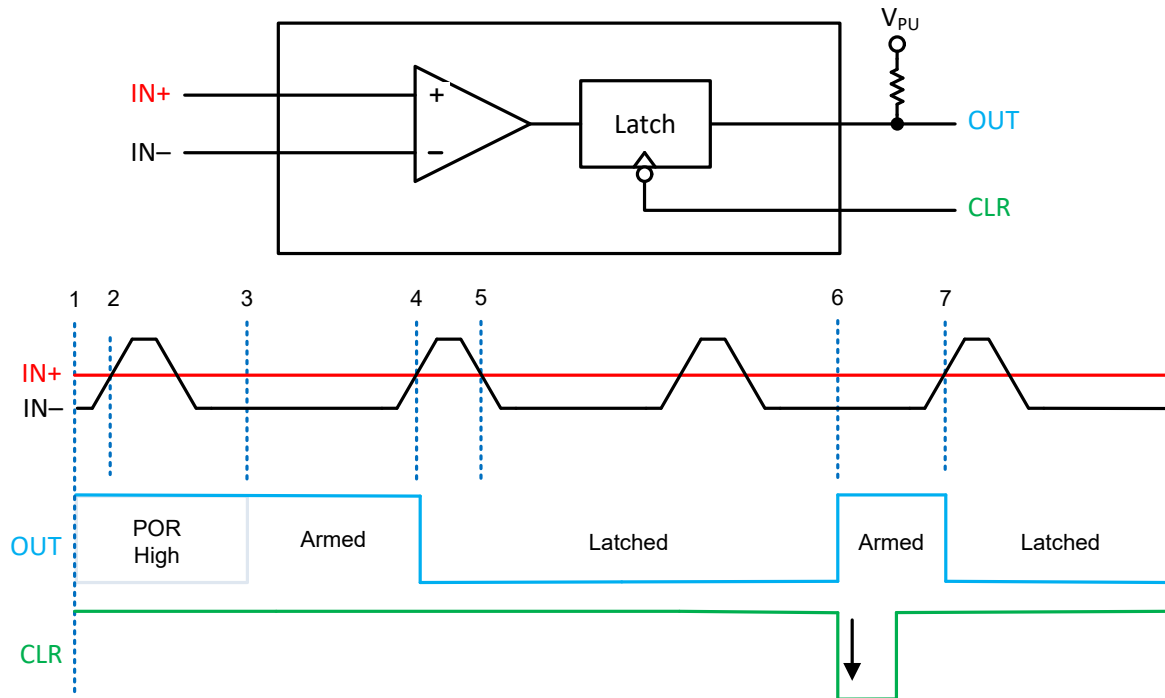 V_PU
IN+
+
Latch
OUT
IN–
–
CLR
1 2 3 4 5 6 7
IN+
IN–
POR
High
Armed
Latched
Armed
Latched
OUT
CLR